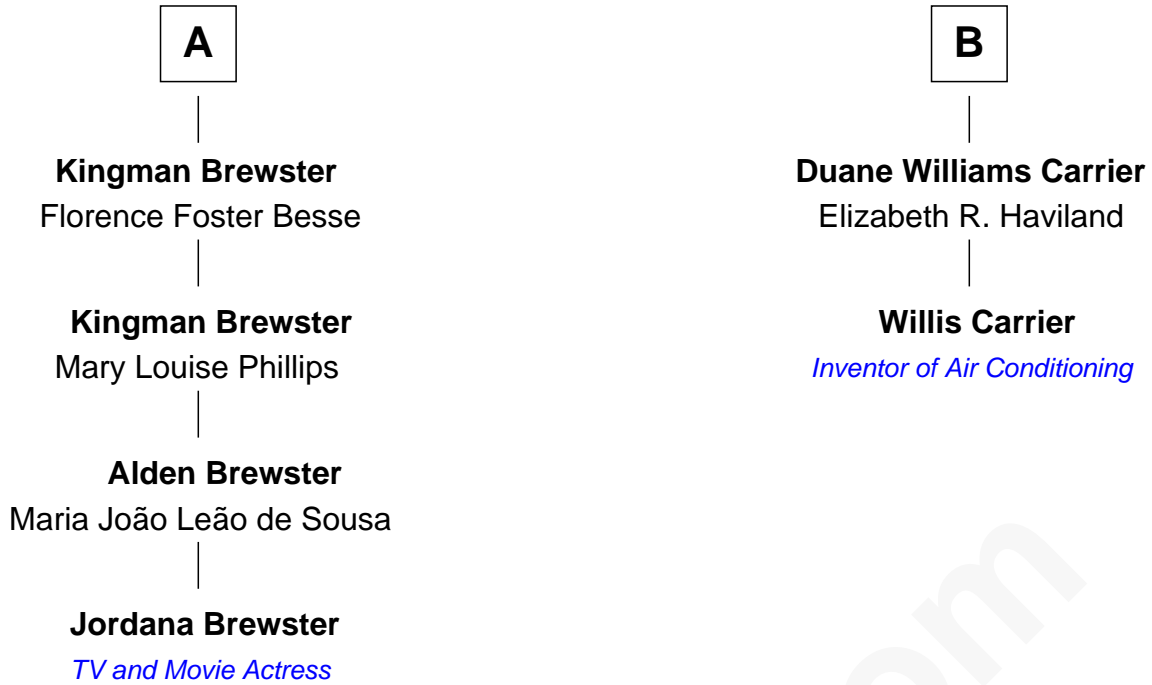 A
Kingman Brewster
Florence Foster Besse
Kingman Brewster
Mary Louise Phillips
Alden Brewster
Maria João Leão de Sousa
Jordana Brewster
TV and Movie Actress
B
Duane Williams Carrier
Elizabeth R. Haviland
Willis Carrier
Inventor of Air Conditioning
om